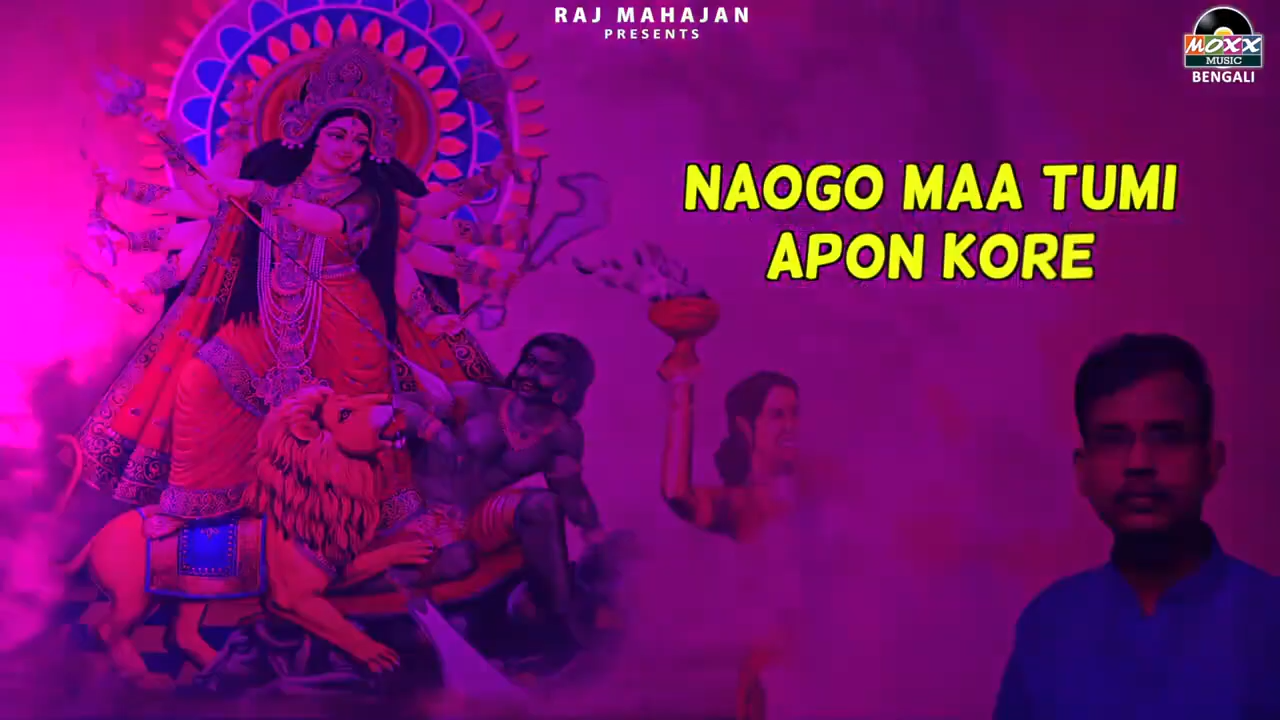 RAJ MAHAJAN
PRESENTS
MOXX
MUSIC
BENGALI
NAOGO MAA TUMI
APON KORE